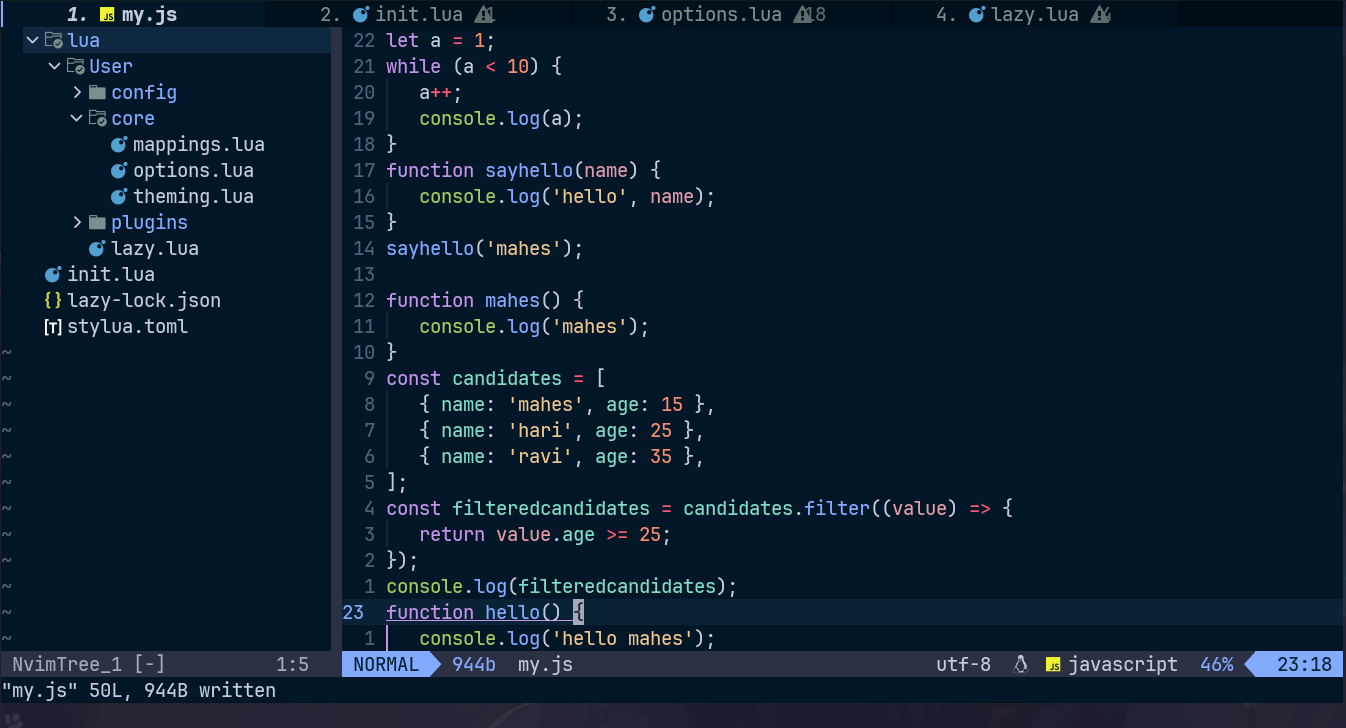 1. JS my.js 2. init.lua 1 3. options.lua 18 4. lazy.lua 4
lua
User
config
core
mappings.lua
options.lua
theming.lua
plugins
lazy.lua
init.lua
{} lazy-lock.json
[T] stylua.toml
~
~
~
~
~
~
~
~
~
~
~
~
22 let a = 1;
21 while (a < 10) {
20 a++;
19 console.log(a);
18 }
17 function sayhello(name) {
16 console.log('hello', name);
15 }
14 sayhello('mahes');
13
12 function mahes() {
11 console.log('mahes');
10 }
9 const candidates = [
8 { name: 'mahes', age: 15 },
7 { name: 'hari', age: 25 },
6 { name: 'ravi', age: 35 },
5 ];
4 const filteredcandidates = candidates.filter((value) => {
3 return value.age >= 25;
2 });
1 console.log(filteredcandidates);
23 function hello() {
1 console.log('hello mahes');
NvimTree_1 [-] 1:5 NORMAL 944b my.js utf-8 JS javascript 46% 23:18
"my.js" 50L, 944B written